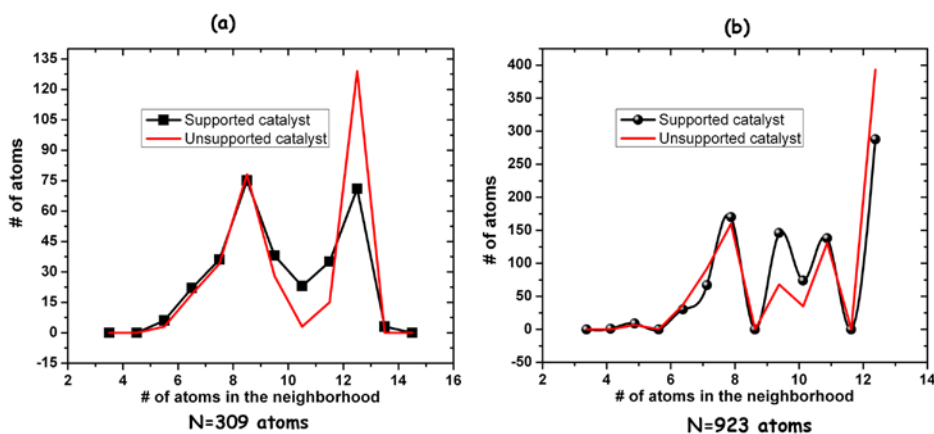 (a)
135
120
105
90
75
60
45
30
15
0
-15
# of atoms
Supported catalyst
Unsupported catalyst
2 4 6 8 10 12 14 16
# of atoms in the neighborhood
N=309 atoms
(b)
400
350
300
250
200
150
100
50
0
-50
# of atoms
Supported catalyst
Unsupported catalyst
2 4 6 8 10 12 14
# of atoms in the neighborhood
N=923 atoms